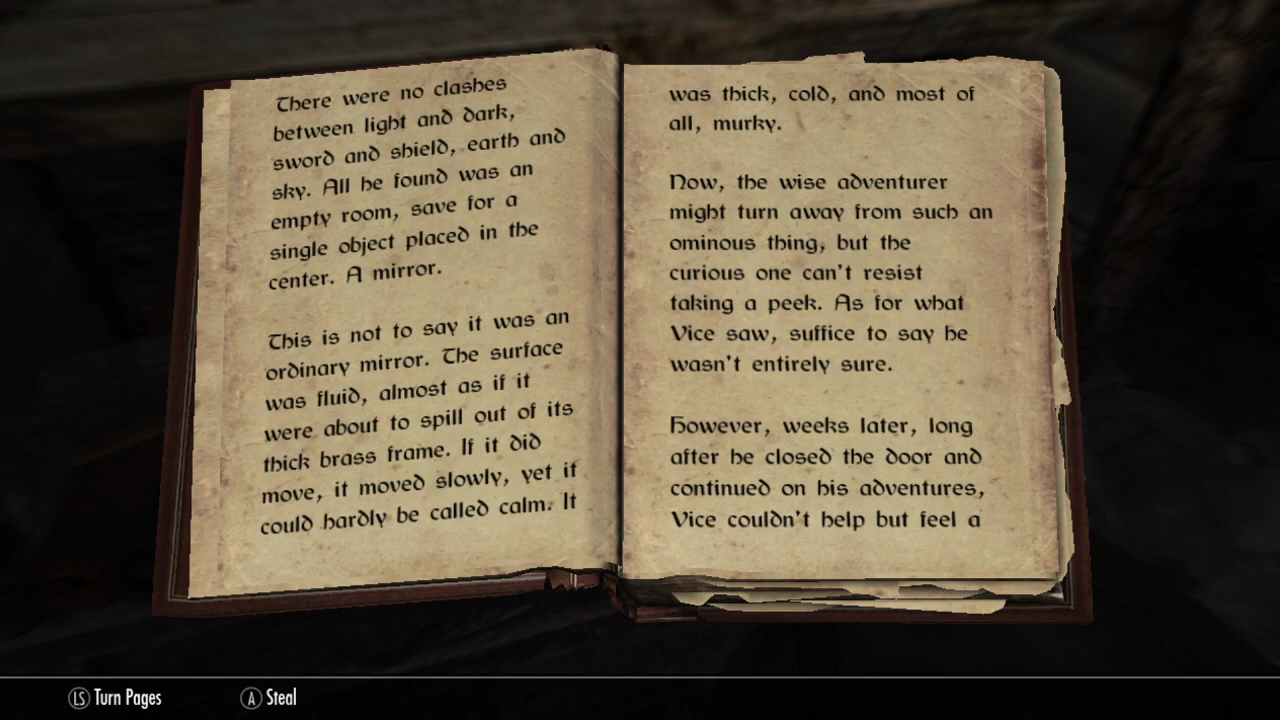 There were no clashes
between light and dark,
sword and shield, earth and
sky. All he found was an
empty room, save for a
single object placed in the
center. A mirror.
This is not to say it was an
ordinary mirror. The surface
was fluid, almost as if it
were about to spill out of its
thick brass frame. If it did
move, it moved slowly, yet it
could hardly be called calm. It
was thick, cold, and most of
all, murky.
Now, the wise adventurer
might turn away from such an
ominous thing, but the
curious one can't resist
taking a peek. As for what
Vice saw, suffice to say he
wasn't entirely sure.
However, weeks later, long
after he closed the door and
continued on his adventures,
Vice couldn't help but feel a
LS Turn Pages
A Steal